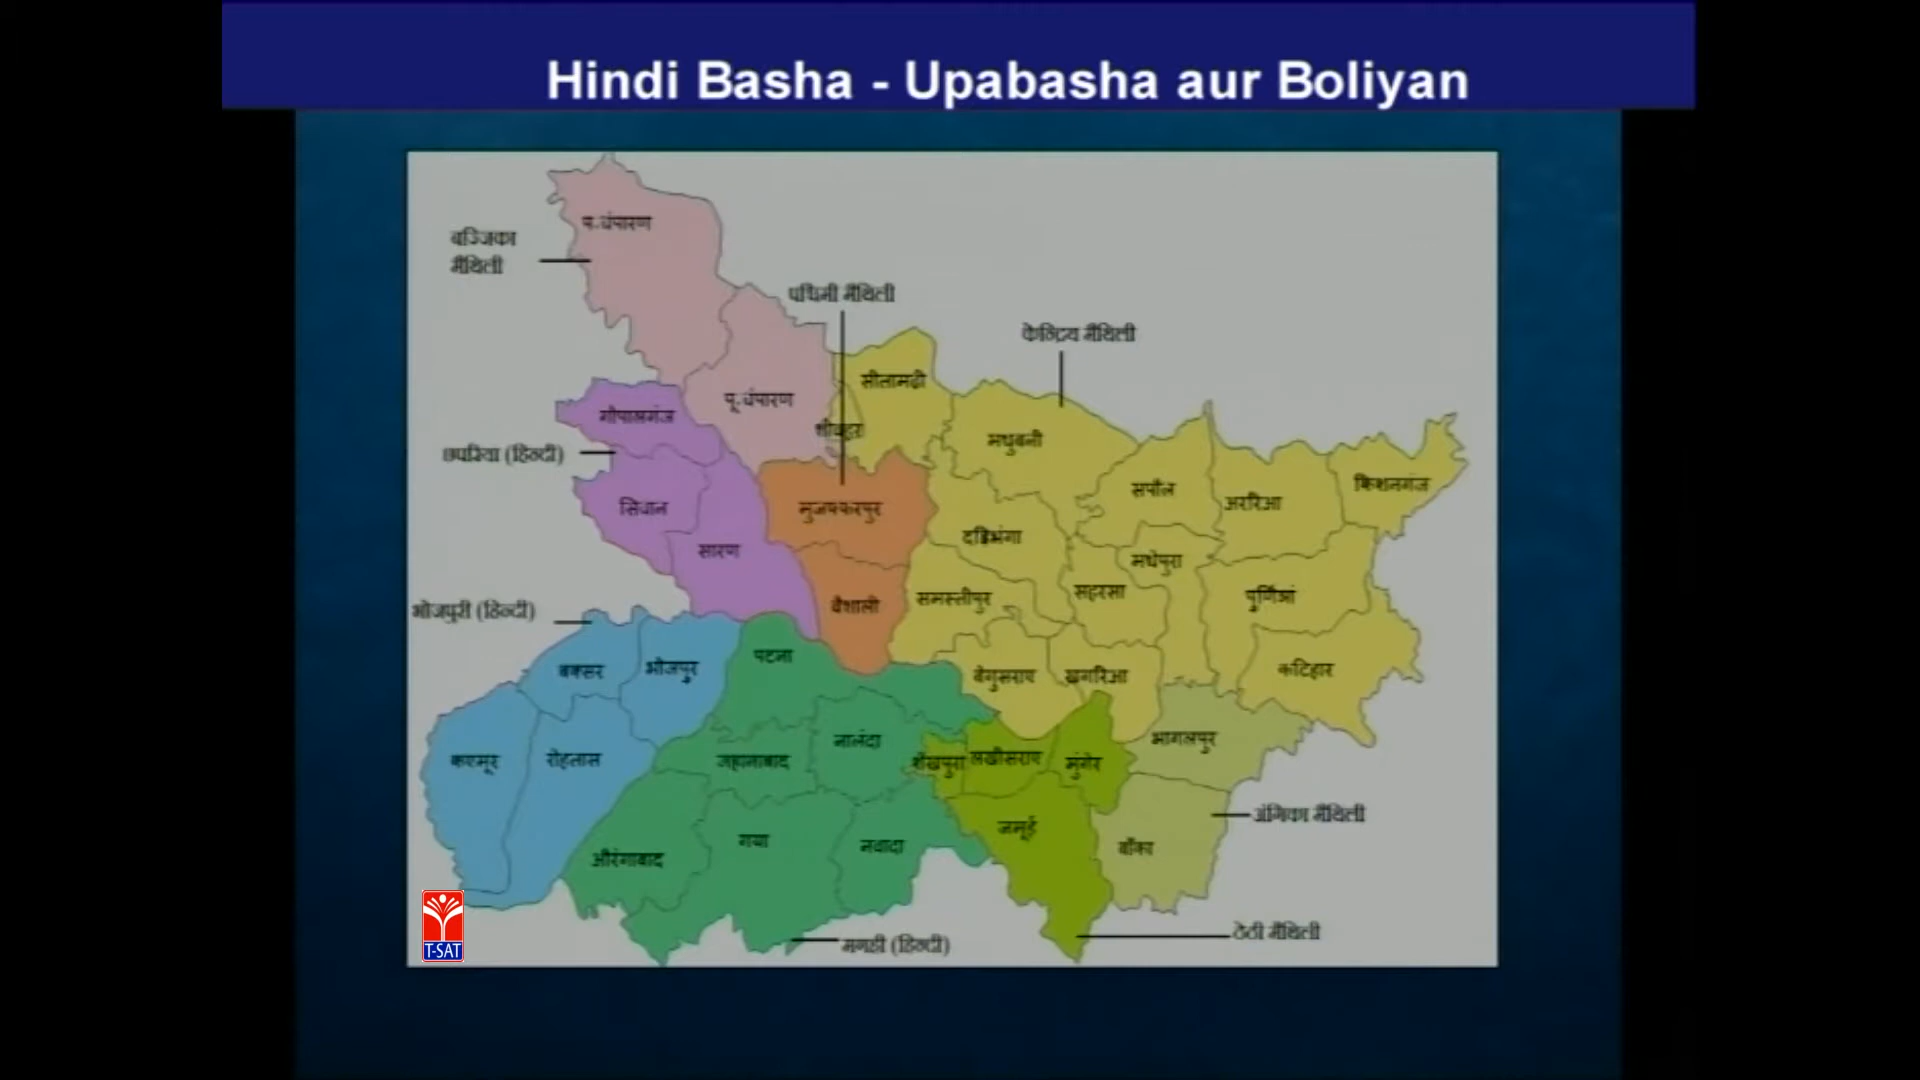 Hindi Basha - Upabasha aur Boliyan
प.चंपारण
बज्जिका
मैथिली
पश्चिमी मैथिली
केन्द्रिय मैथिली
सीतामढ़ी
पू.चंपारण
गोपालगंज
शीवहर
मधुबनी
छपरिया (हिन्दी)
सपौल
अररिआ
किशनगंज
सिवान
मुजफ्फरपुर
सारण
मधेपुरा
सहरसा
पुर्णिआं
समस्तीपुर
वैशाली
भोजपुरी (हिन्दी)
पटना
बक्सर
भोजपुर
बेगुसराए
खगरिआ
कटिहार
नालंदा
भागलपुर
कएमूर
रोहतास
जहानाबाद
शेखपुरा
लखीसराए
मुंगेर
अंगिका मैथिली
जमूई
गया
नवादा
बाँका
औरंगाबाद
ठेठी मैथिली
मगही (हिन्दी)
T-SAT